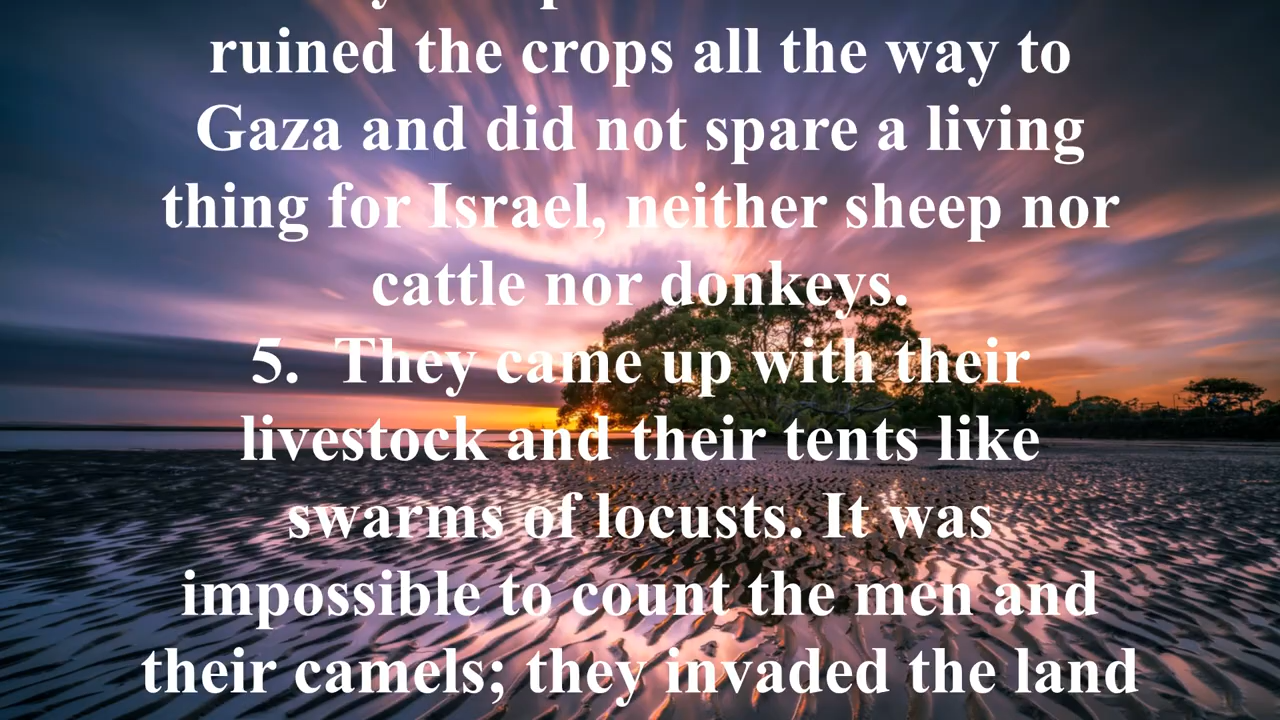 ruined the crops all the way to
Gaza and did not spare a living
thing for Israel, neither sheep nor
cattle nor donkeys.
5.  They came up with their
livestock and their tents like
swarms of locusts. It was
impossible to count the men and
their camels; they invaded the land